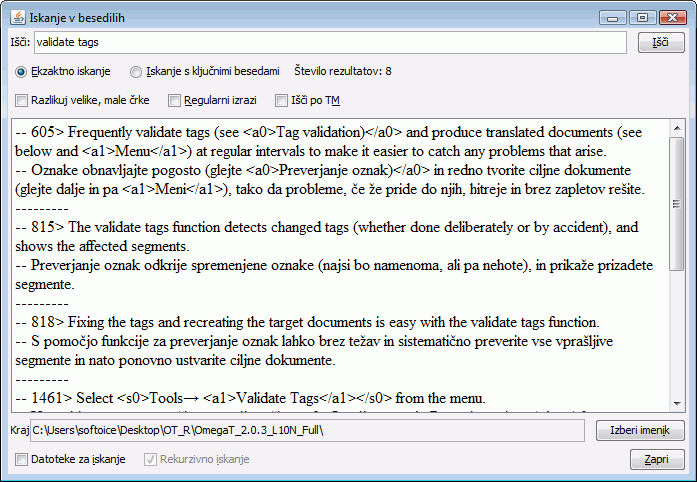 Iskanje v besedilih
Išči: validate tags Išči
Ekzaktno iskanje Iskanje s ključnimi besedami Število rezultatov: 8
Razlikuj velike, male črke Regularni izrazi Išči po TM
-- 605> Frequently validate tags (see <a0>Tag validation)</a0> and produce translated documents (see
below and <a1>Menu</a1>) at regular intervals to make it easier to catch any problems that arise.
-- Oznake obnavljajte pogosto (glejte <a0>Preverjanje oznak)</a0> in redno tvorite ciljne dokumente
(glejte dalje in pa <a1>Meni</a1>), tako da probleme, če že pride do njih, hitreje in brez zapletov rešite.
---------
-- 815> The validate tags function detects changed tags (whether done deliberately or by accident), and
shows the affected segments.
-- Preverjanje oznak odkrije spremenjene oznake (najsi bo namenoma, ali pa nehote), in prikaže prizadete
segmente.
---------
-- 818> Fixing the tags and recreating the target documents is easy with the validate tags function.
-- S pomočjo funkcije za preverjanje oznak lahko brez težav in sistematično preverite vse vprašljive
segmente in nato ponovno ustvarite ciljne dokumente.
---------
-- 1461> Select <s0>Tools→ <a1>Validate Tags</a1></s0> from the menu.
Kraj C:\Users\softoice\Desktop\OT_R\OmegaT_2.0.3_L10N_Full\ Izberi imenik
Datoteke za iskanje Rekurzivno iskanje Zapri